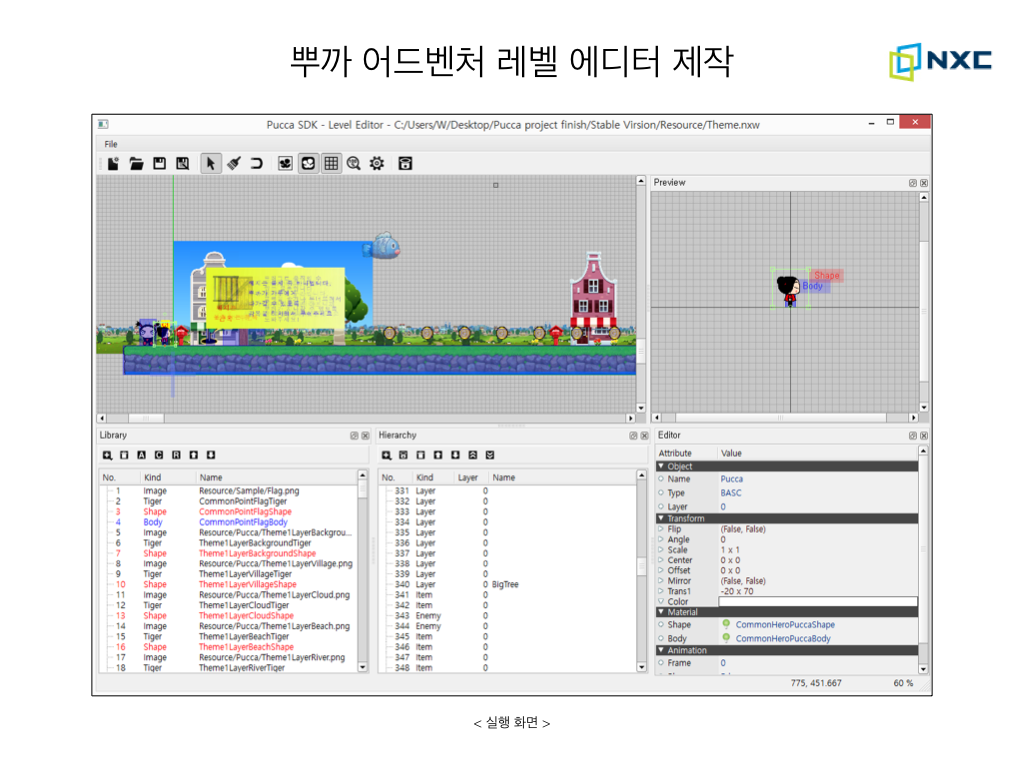 뿌까 어드벤처 레벨 에디터 제작
NXC
Pucca SDK - Level Editor - C:/Users/W/Desktop/Pucca project finish/Stable Virsion/Resource/Theme.nxw
File
Preview
Shape
Body
Library
No. Kind Name
1 Image Resource/Sample/Flag.png
2 Tiger CommonPointFlagTiger
3 Shape CommonPointFlagShape
4 Body CommonPointFlagBody
5 Image Resource/Pucca/Theme1LayerBackgrou...
6 Tiger Theme1LayerBackgroundTiger
7 Shape Theme1LayerBackgroundShape
8 Image Resource/Pucca/Theme1LayerVillage.png
9 Tiger Theme1LayerVillageTiger
10 Shape Theme1LayerVillageShape
11 Image Resource/Pucca/Theme1LayerCloud.png
12 Tiger Theme1LayerCloudTiger
13 Shape Theme1LayerCloudShape
14 Image Resource/Pucca/Theme1LayerBeach.png
15 Tiger Theme1LayerBeachTiger
16 Shape Theme1LayerBeachShape
17 Image Resource/Pucca/Theme1LayerRiver.png
18 Tiger Theme1LayerRiverTiger
Hierarchy
No. Kind Layer Name
331 Layer 0
332 Layer 0
333 Layer 0
334 Layer 0
335 Layer 0
336 Layer 0
337 Layer 0
338 Layer 0
339 Layer 0
340 Layer 0 BigTree
341 Item 0
342 Item 0
343 Enemy 0
344 Enemy 0
345 Item 0
346 Item 0
347 Item 0
348 Item 0
Editor
Attribute Value
Object
Name Pucca
Type BASC
Layer 0
Transform
Flip (False, False)
Angle 0
Scale 1 x 1
Center 0 x 0
Offset 0 x 0
Mirror (False, False)
Trans1 -20 x 70
Color
Material
Shape CommonHeroPuccaShape
Body CommonHeroPuccaBody
Animation
Frame 0
775, 451.667 60 %
< 실행 화면 >